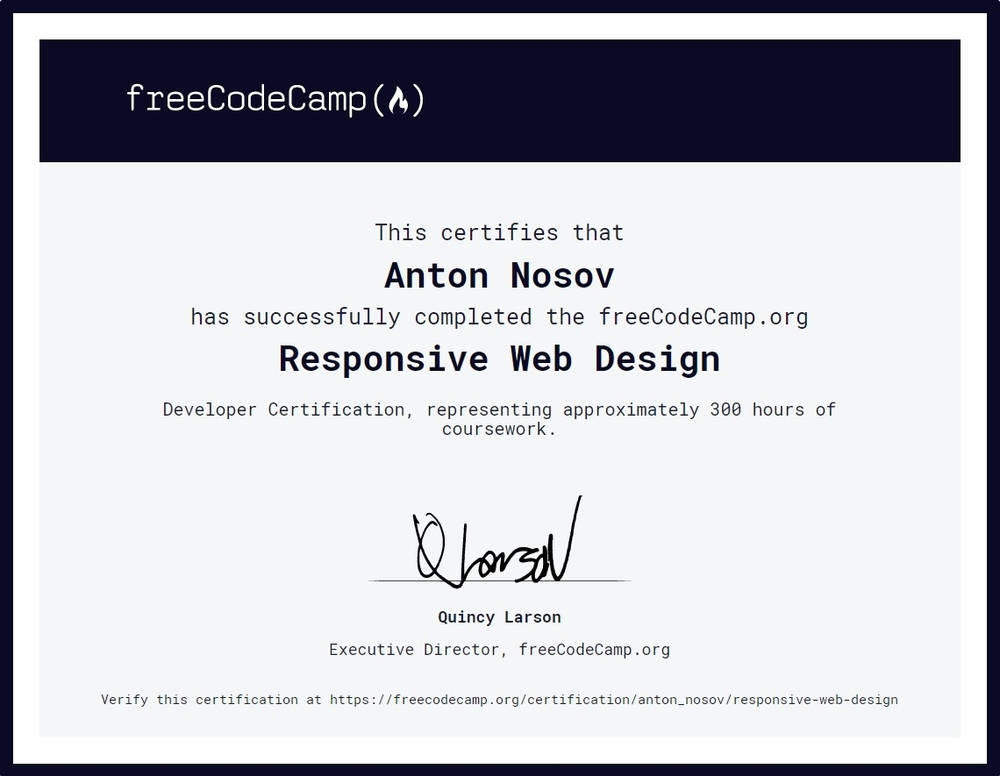 freeCodeCamp(🔥)
This certifies that
Anton Nosov
has successfully completed the freeCodeCamp.org
Responsive Web Design
Developer Certification, representing approximately 300 hours of
coursework.
Q Larson
Quincy Larson
Executive Director, freeCodeCamp.org
Verify this certification at https://freecodecamp.org/certification/anton_nosov/responsive-web-design